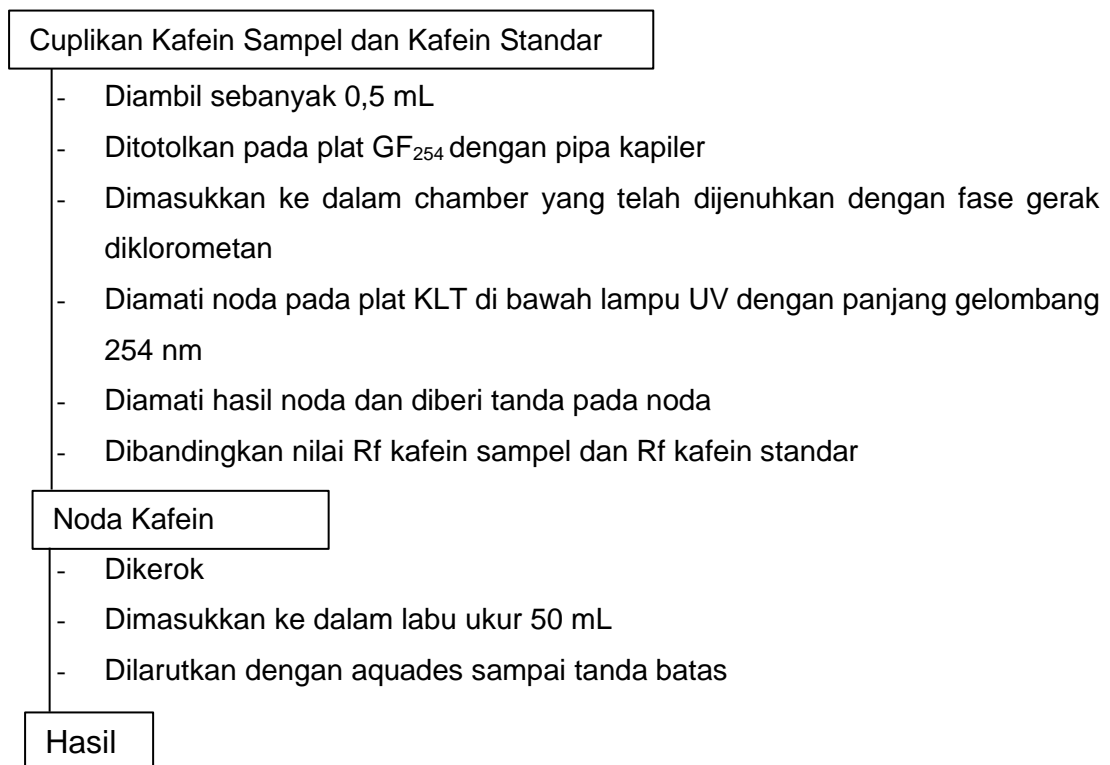 Cuplikan Kafein Sampel dan Kafein Standar
- Diambil sebanyak 0,5 mL
- Ditotolkan pada plat GF₂₅₄ dengan pipa kapiler
- Dimasukkan ke dalam chamber yang telah dijenuhkan dengan fase gerak
diklorometan
- Diamati noda pada plat KLT di bawah lampu UV dengan panjang gelombang
254 nm
- Diamati hasil noda dan diberi tanda pada noda
- Dibandingkan nilai Rf kafein sampel dan Rf kafein standar
Noda Kafein
- Dikerok
- Dimasukkan ke dalam labu ukur 50 mL
- Dilarutkan dengan aquades sampai tanda batas
Hasil